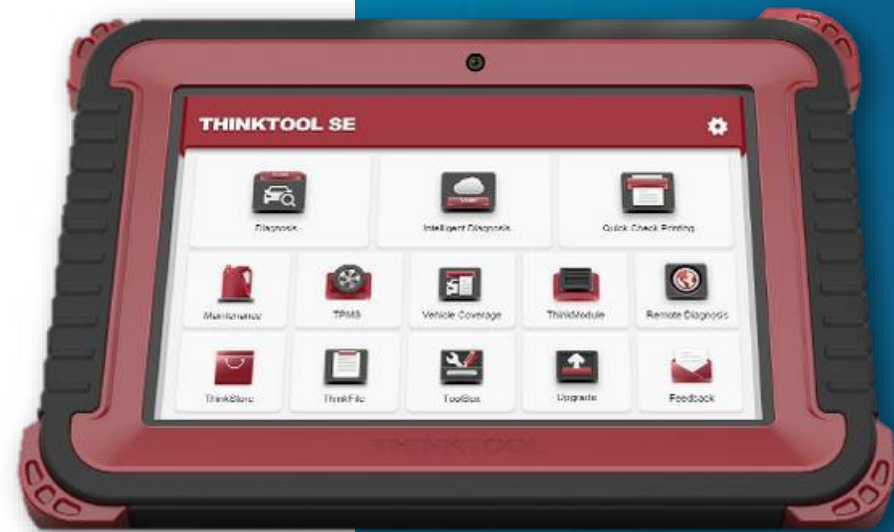 THINKTOOL SE
Diagnosis Intelligent Diagnosis Quick Check Printing
Maintenance TPMS Vehicle Coverage ThinkModule Remote Diagnosis
ThinkStore ThinkFile ToolBox Upgrade Feedback
THINKTOOL